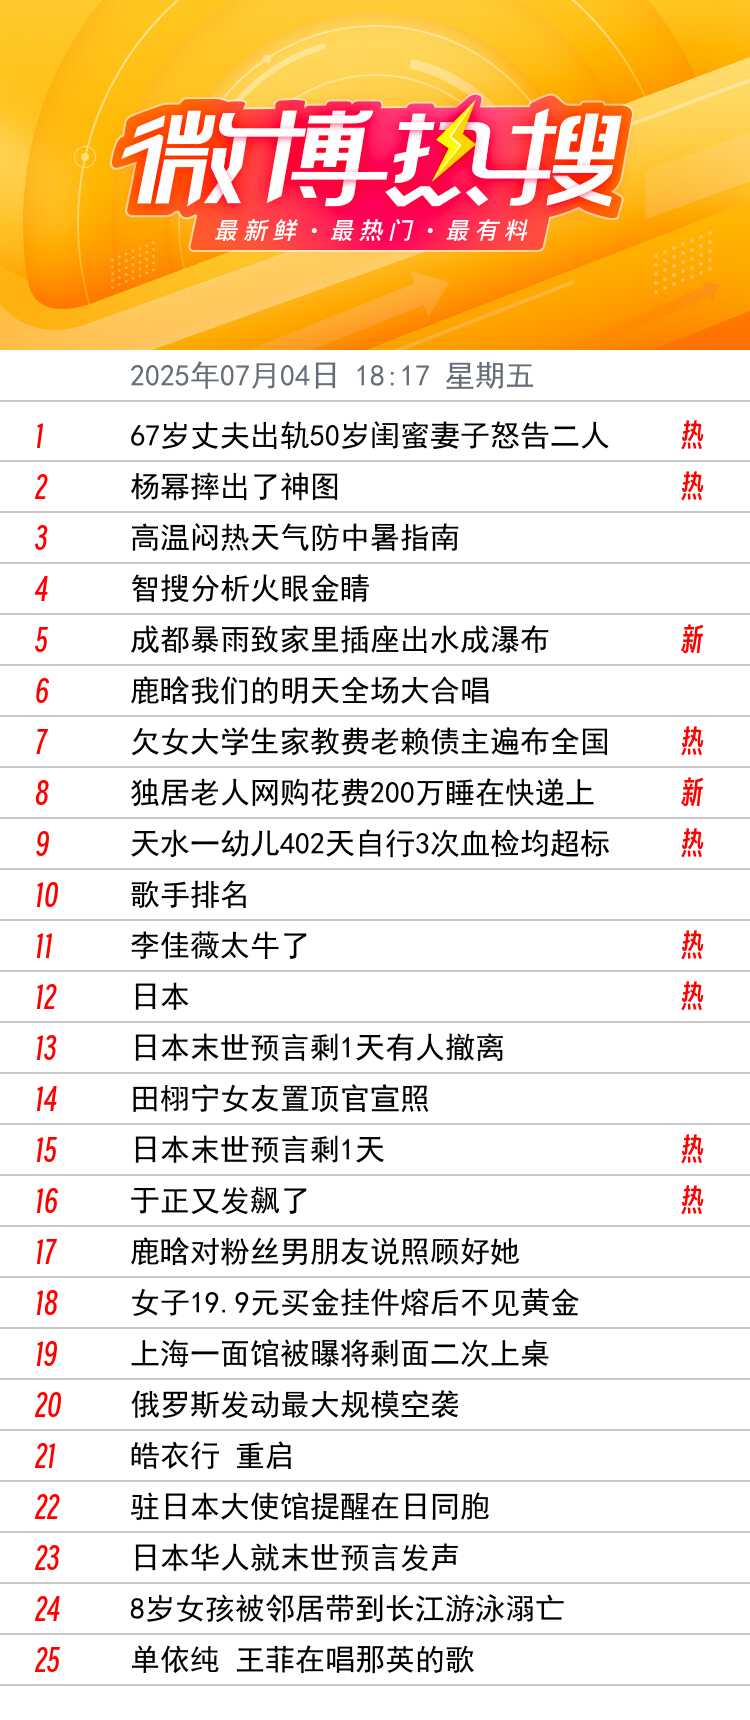 微博热搜
最新鲜·最热门·最有料
2025年07月04日 18:17 星期五
1 67岁丈夫出轨50岁闺蜜妻子怒告二人 热
2 杨幂摔出了神图 热
3 高温闷热天气防中暑指南
4 智搜分析火眼金睛
5 成都暴雨致家里插座出水成瀑布 新
6 鹿晗我们的明天全场大合唱
7 欠女大学生家教费老赖债主遍布全国 热
8 独居老人网购花费200万睡在快递上 新
9 天水一幼儿402天自行3次血检均超标 热
10 歌手排名
11 李佳薇太牛了 热
12 日本 热
13 日本末世预言剩1天有人撤离
14 田栩宁女友置顶官宣照
15 日本末世预言剩1天 热
16 于正又发飙了 热
17 鹿晗对粉丝男朋友说照顾好她
18 女子19.9元买金挂件熔后不见黄金
19 上海一面馆被曝将剩面二次上桌
20 俄罗斯发动最大规模空袭
21 皓衣行 重启
22 驻日本大使馆提醒在日同胞
23 日本华人就末世预言发声
24 8岁女孩被邻居带到长江游泳溺亡
25 单依纯 王菲在唱那英的歌